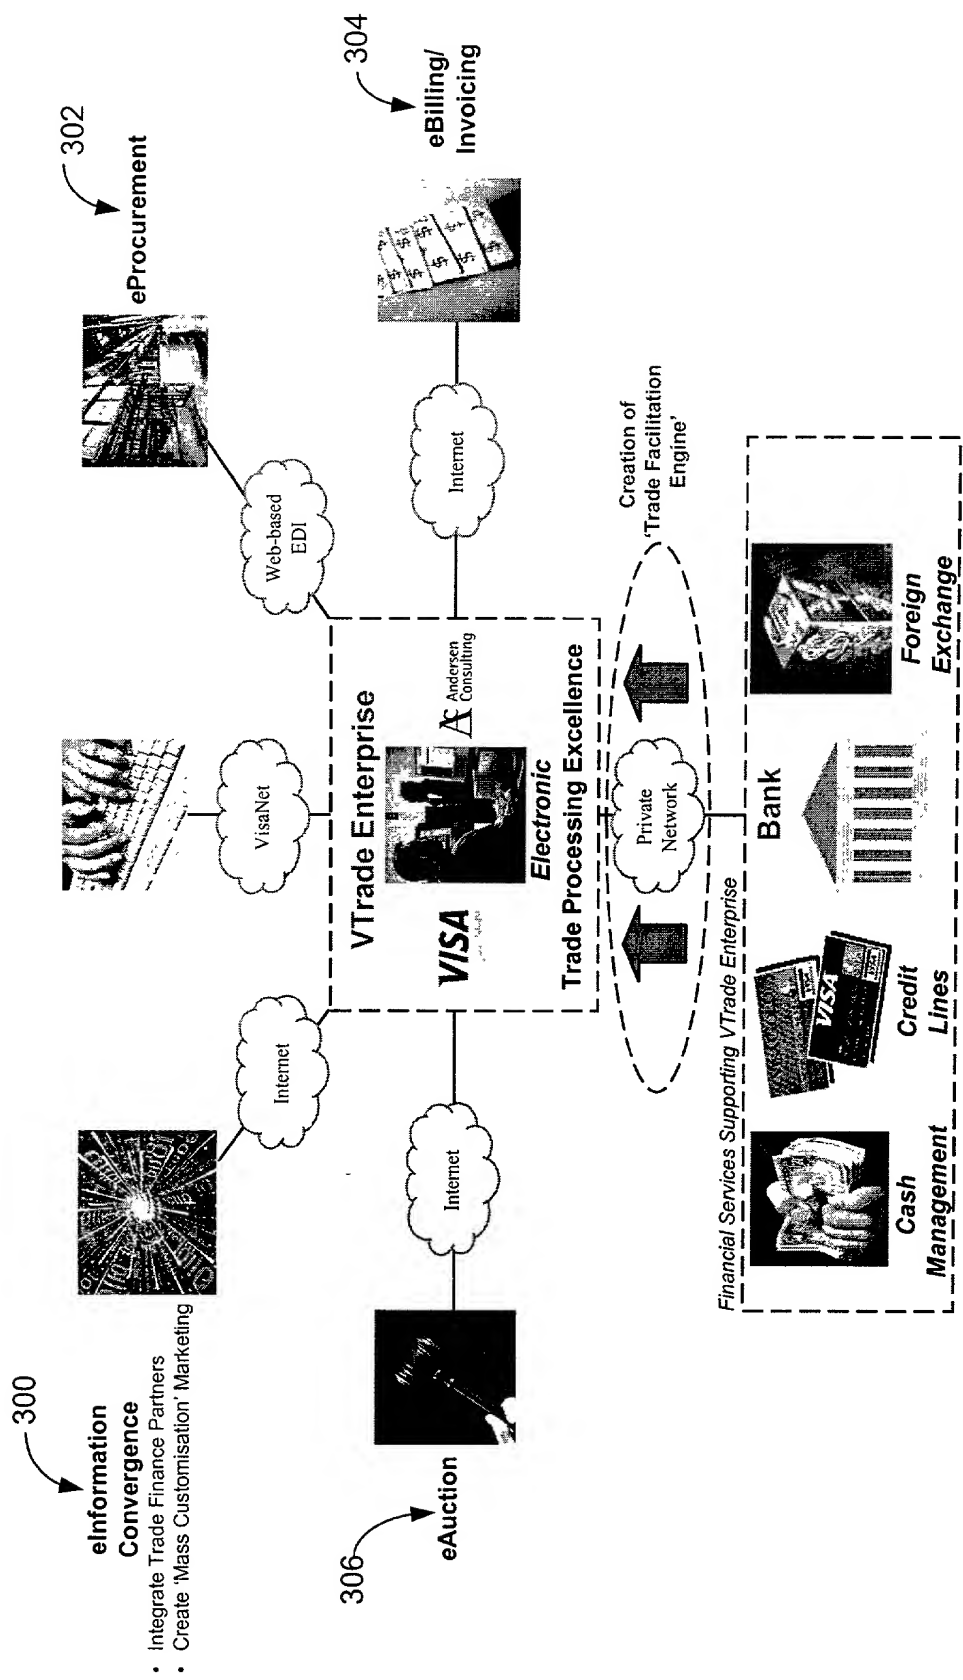 300
eInformation
Convergence
• Integrate Trade Finance Partners
• Create 'Mass Customisation' Marketing
Internet
VisaNet
302
eProcurement
Web-based
EDI
304
eBilling/
Invoicing
Internet
306
eAuction
Internet
VTrade Enterprise
VISA
Andersen
Consulting
Electronic
Trade Processing Excellence
Private
Network
Creation of
'Trade Facilitation
Engine'
Financial Services Supporting VTrade Enterprise
Cash
Management
VISA
Credit
Lines
Bank
Foreign
Exchange